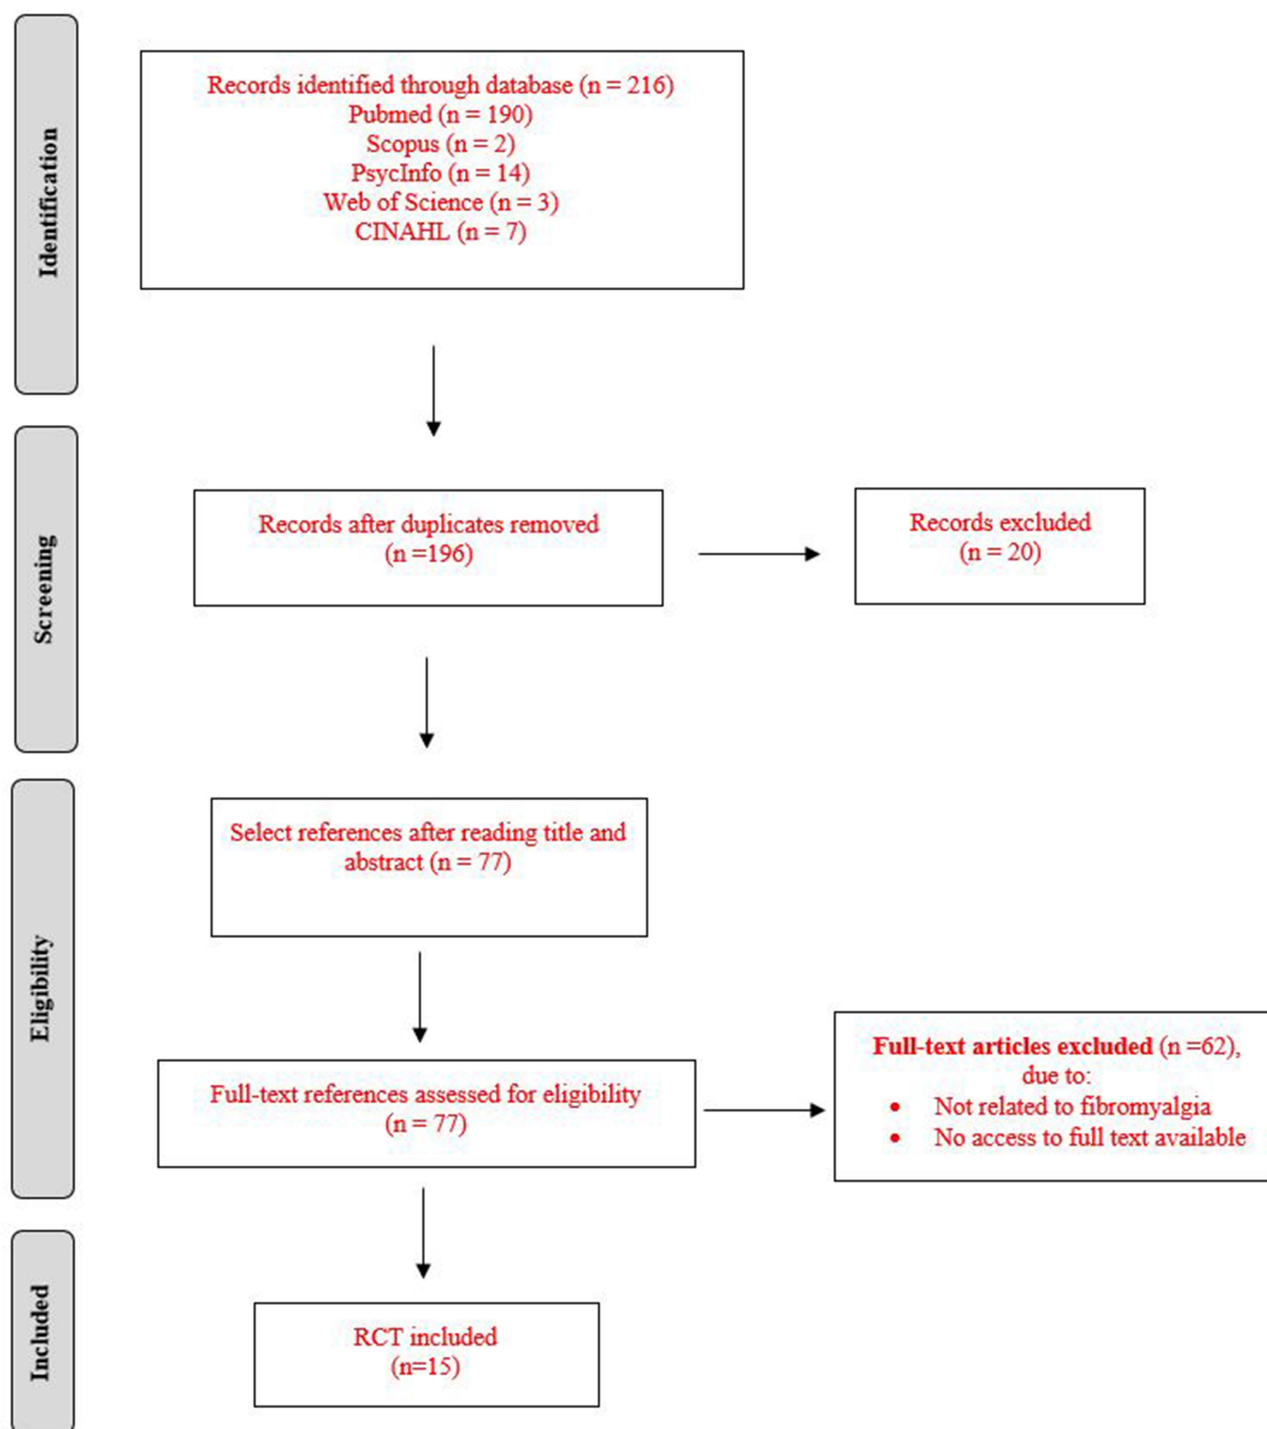 Identification
Records identified through database (n = 216)
Pubmed (n = 190)
Scopus (n = 2)
PsycInfo (n = 14)
Web of Science (n = 3)
CINAHL (n = 7)
Screening
Records after duplicates removed
(n =196)
Records excluded
(n = 20)
Eligibility
Select references after reading title and
abstract (n = 77)
Full-text references assessed for eligibility
(n = 77)
Full-text articles excluded (n =62),
due to:
• Not related to fibromyalgia
• No access to full text available
Included
RCT included
(n=15)